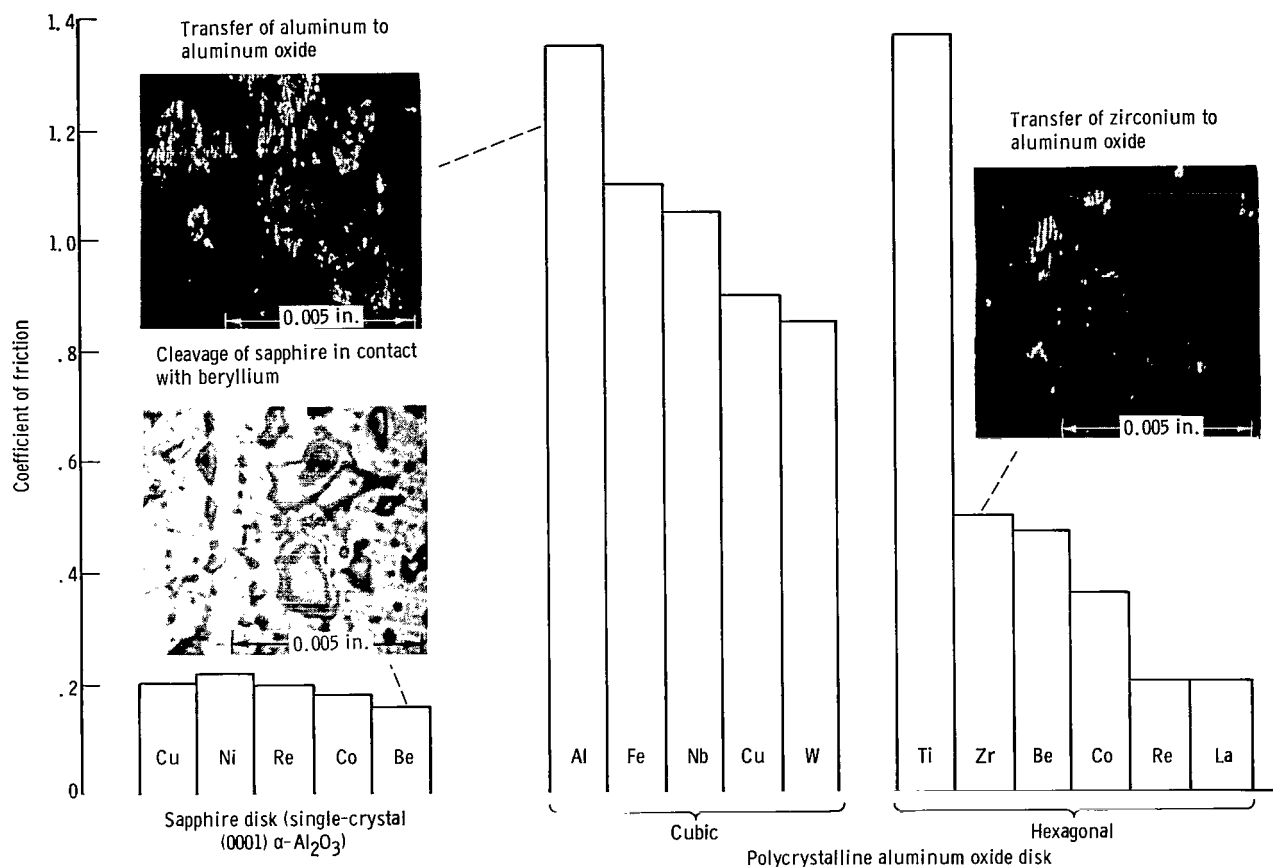 Coefficient of friction
1.4
1.2
1.0
.8
.6
.4
.2
0
Transfer of aluminum to
aluminum oxide
0.005 in.
Cleavage of sapphire in contact
with beryllium
0.005 in.
Cu Ni Re Co Be
Sapphire disk (single-crystal
(0001) α-Al₂O₃)
Al Fe Nb Cu W
Cubic
Transfer of zirconium to
aluminum oxide
0.005 in.
Ti Zr Be Co Re La
Hexagonal
Polycrystalline aluminum oxide disk